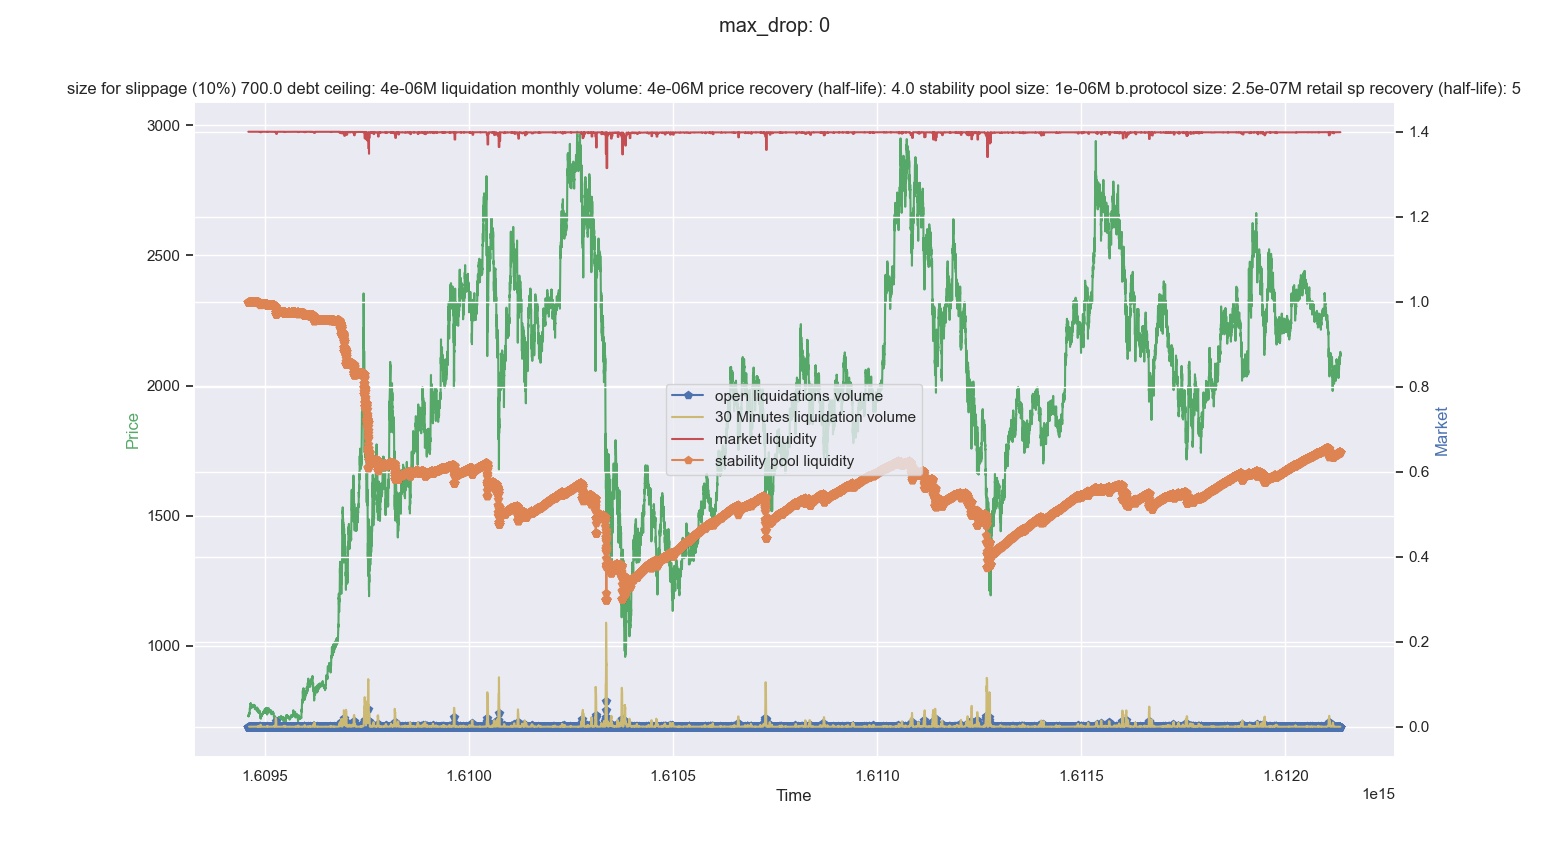 max_drop: 0
size for slippage (10%) 700.0 debt ceiling: 4e-06M liquidation monthly volume: 4e-06M price recovery (half-life): 4.0 stability pool size: 1e-06M b.protocol size: 2.5e-07M retail sp recovery (half-life): 5
3000
2500
2000
1500
1000
Price
1.4
1.2
1.0
0.8
0.6
0.4
0.2
0.0
Market
open liquidations volume
30 Minutes liquidation volume
market liquidity
stability pool liquidity
1.6095 1.6100 1.6105 1.6110 1.6115 1.6120
Time
1e15